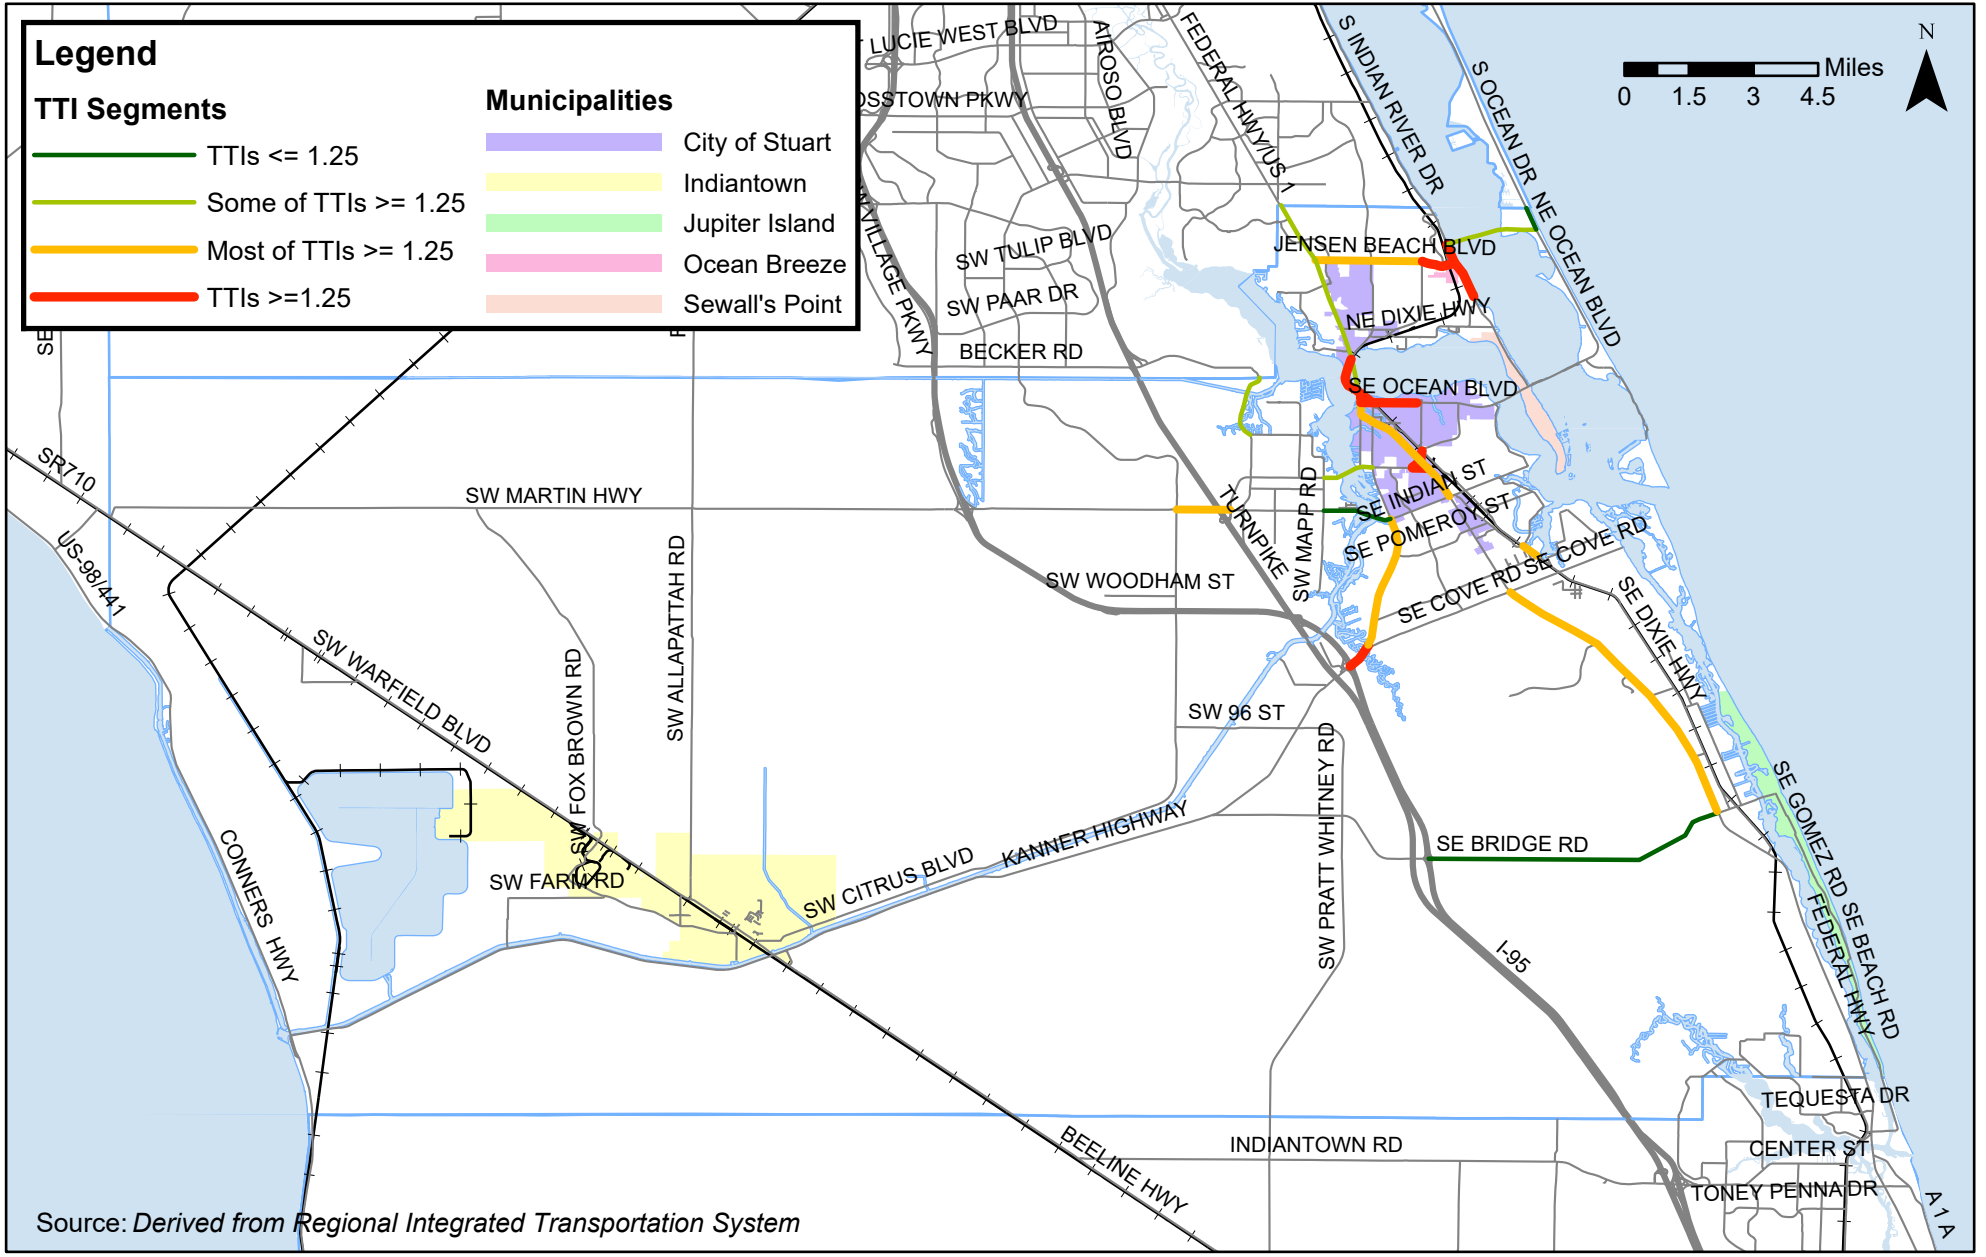 Legend
TTI Segments
TTIs <= 1.25
Some of TTIs >= 1.25
Most of TTIs >= 1.25
TTIs >=1.25
Municipalities
City of Stuart
Indiantown
Jupiter Island
Ocean Breeze
Sewall's Point
LUCIE WEST BLVD
OSSTOWN PKWY
AIROSO BLVD
FEDERAL HWY/US 1
S INDIAN RIVER DR
S OCEAN DR
NE OCEAN BLVD
N
Miles
0 1.5 3 4.5
VILLAGE PKWY
SW TULIP BLVD
SW PAAR DR
BECKER RD
JENSEN BEACH BLVD
NE DIXIE HWY
SE OCEAN BLVD
SE
SR710
US-98/441
SW MARTIN HWY
SW MAPP RD
TURNPIKE
SE INDIAN ST
SE POMEROY ST
SE COVE RD
SE COVE RD
SE DIXIE HWY
SW WOODHAM ST
SW ALLAPATTAH RD
SW FOX BROWN RD
SW WARFIELD BLVD
SW 96 ST
SW PRATT WHITNEY RD
KANNER HIGHWAY
SW CITRUS BLVD
SW FARM RD
CONNERS HWY
SE BRIDGE RD
SE GOMEZ RD
SE BEACH RD
FEDERAL HWY
I-95
TEQUESTA DR
CENTER ST
TONEY PENNA DR
A1A
INDIANTOWN RD
BEELINE HWY
Source: Derived from Regional Integrated Transportation System